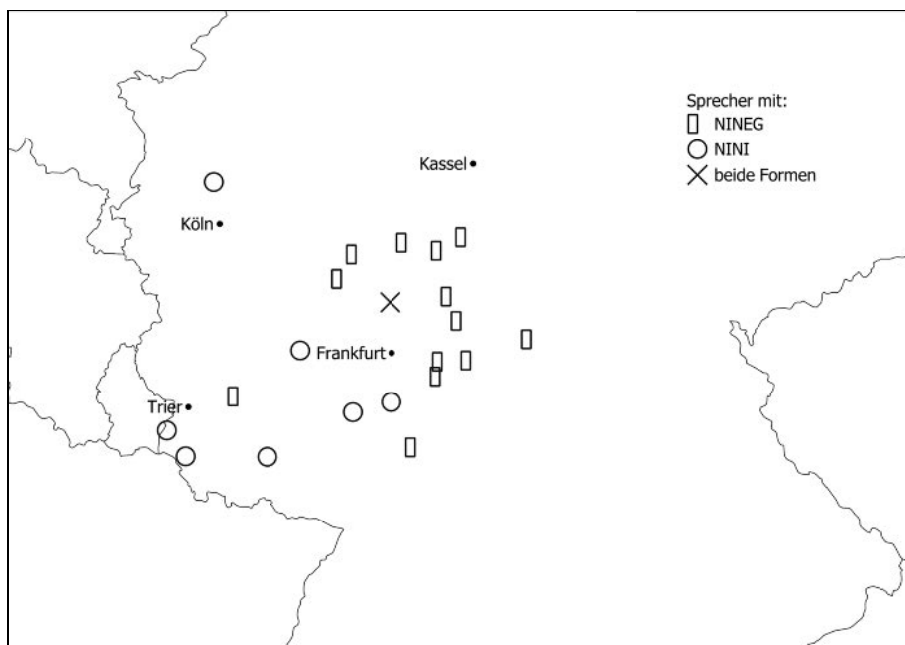 Sprecher mit:
NINEG
NINI
beide Formen
Kassel
Köln
Frankfurt
Trier